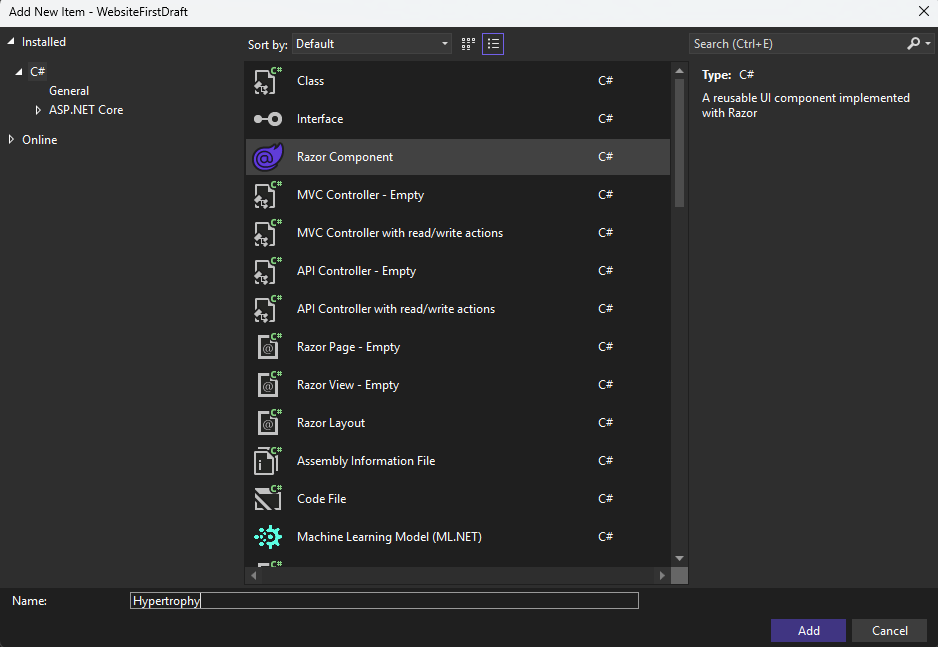 Add New Item - WebsiteFirstDraft
Installed
C#
General
ASP.NET Core
Online
Sort by: Default
Search (Ctrl+E)
C# Class C#
Interface C#
@ Razor Component C#
C# MVC Controller - Empty C#
C# MVC Controller with read/write actions C#
C# API Controller - Empty C#
C# API Controller with read/write actions C#
C# @ Razor Page - Empty C#
C# @ Razor View - Empty C#
C# @ Razor Layout C#
C# Assembly Information File C#
C# Code File C#
Machine Learning Model (ML.NET) C#
C#
Type: C#
A reusable UI component implemented
with Razor
Name: Hypertrophy
Add Cancel